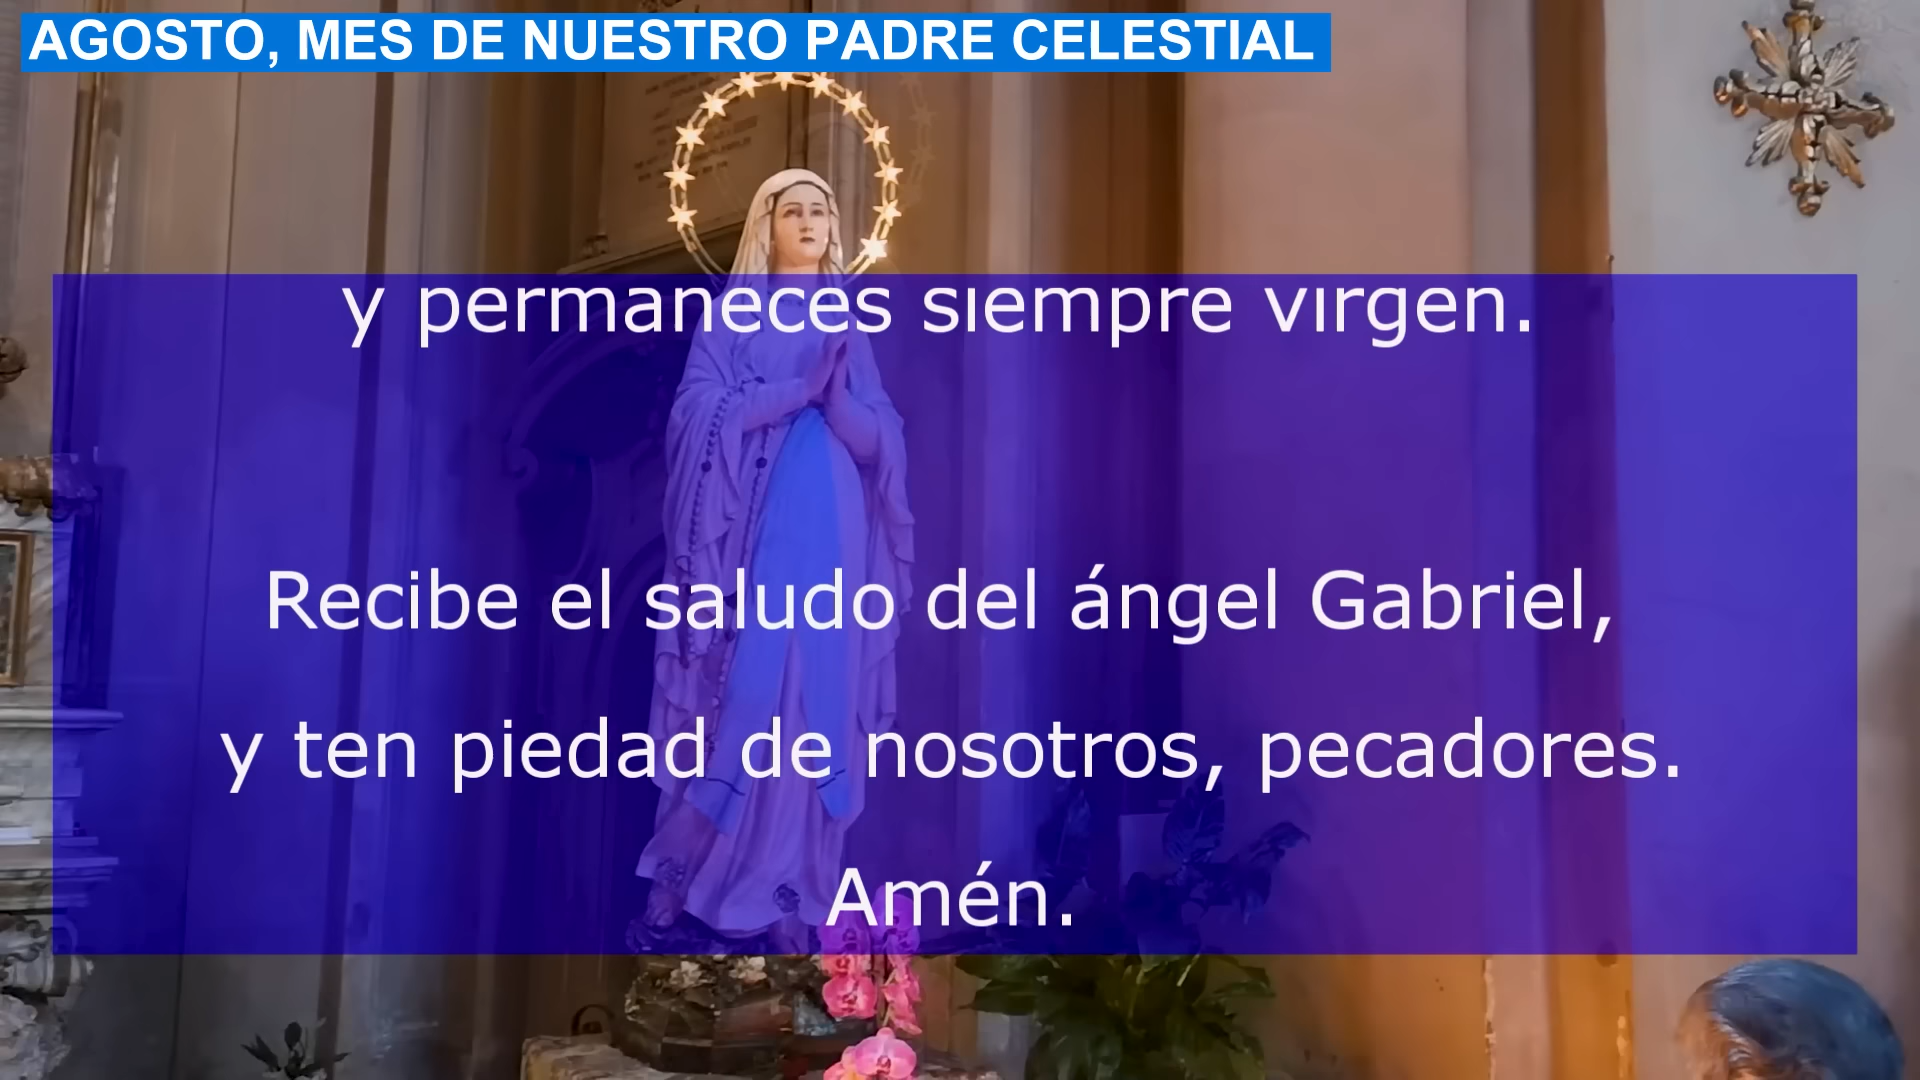 AGOSTO, MES DE NUESTRO PADRE CELESTIAL
y permaneces siempre virgen.
Recibe el saludo del ángel Gabriel,
y ten piedad de nosotros, pecadores.
Amén.